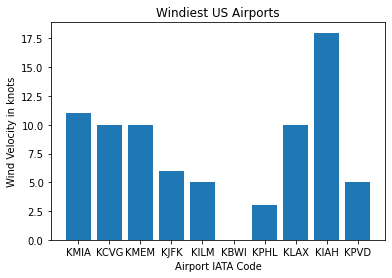 Windiest US Airports
Wind Velocity in knots
17.5
15.0
12.5
10.0
7.5
5.0
2.5
0.0
KMIA KCVG KMEM KJFK KILM KBWI KPHL KLAX KIAH KPVD
Airport IATA Code